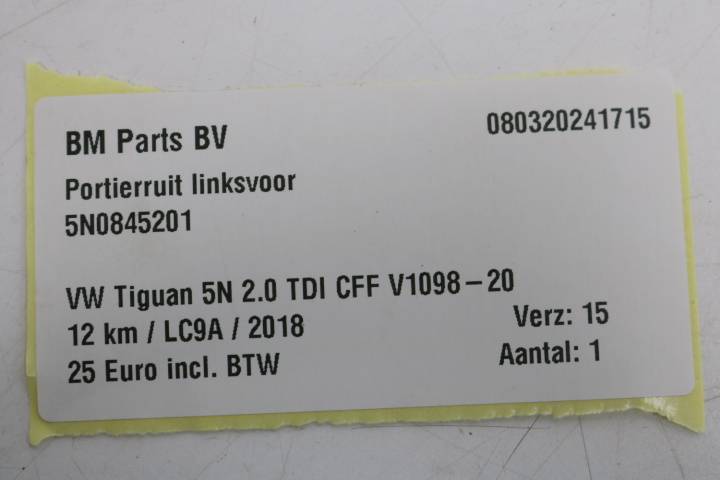 BM Parts BV 080320241715
Portierruit linksvoor
5N0845201
VW Tiguan 5N 2.0 TDI CFF V1098-20
12 km / LC9A / 2018 Verz: 15
25 Euro incl. BTW Aantal: 1